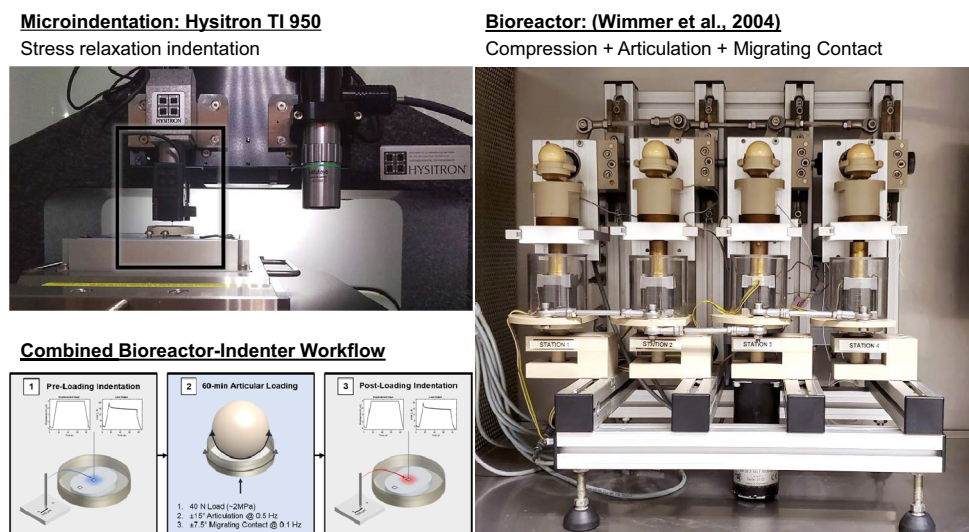 Microindentation: Hysitron TI 950
Stress relaxation indentation
HYSITRON
HYSITRON
Bioreactor: (Wimmer et al., 2004)
Compression + Articulation + Migrating Contact
STATION 1
STATION 2
STATION 3
STATION 4
Combined Bioreactor-Indenter Workflow
1 Pre-Loading Indentation
2 60-min Articular Loading
1. 40 N Load (~2MPa)
2. ±15° Articulation @ 0.5 Hz
3. ±7.5° Migrating Contact @ 0.1 Hz
3 Post-Loading Indentation